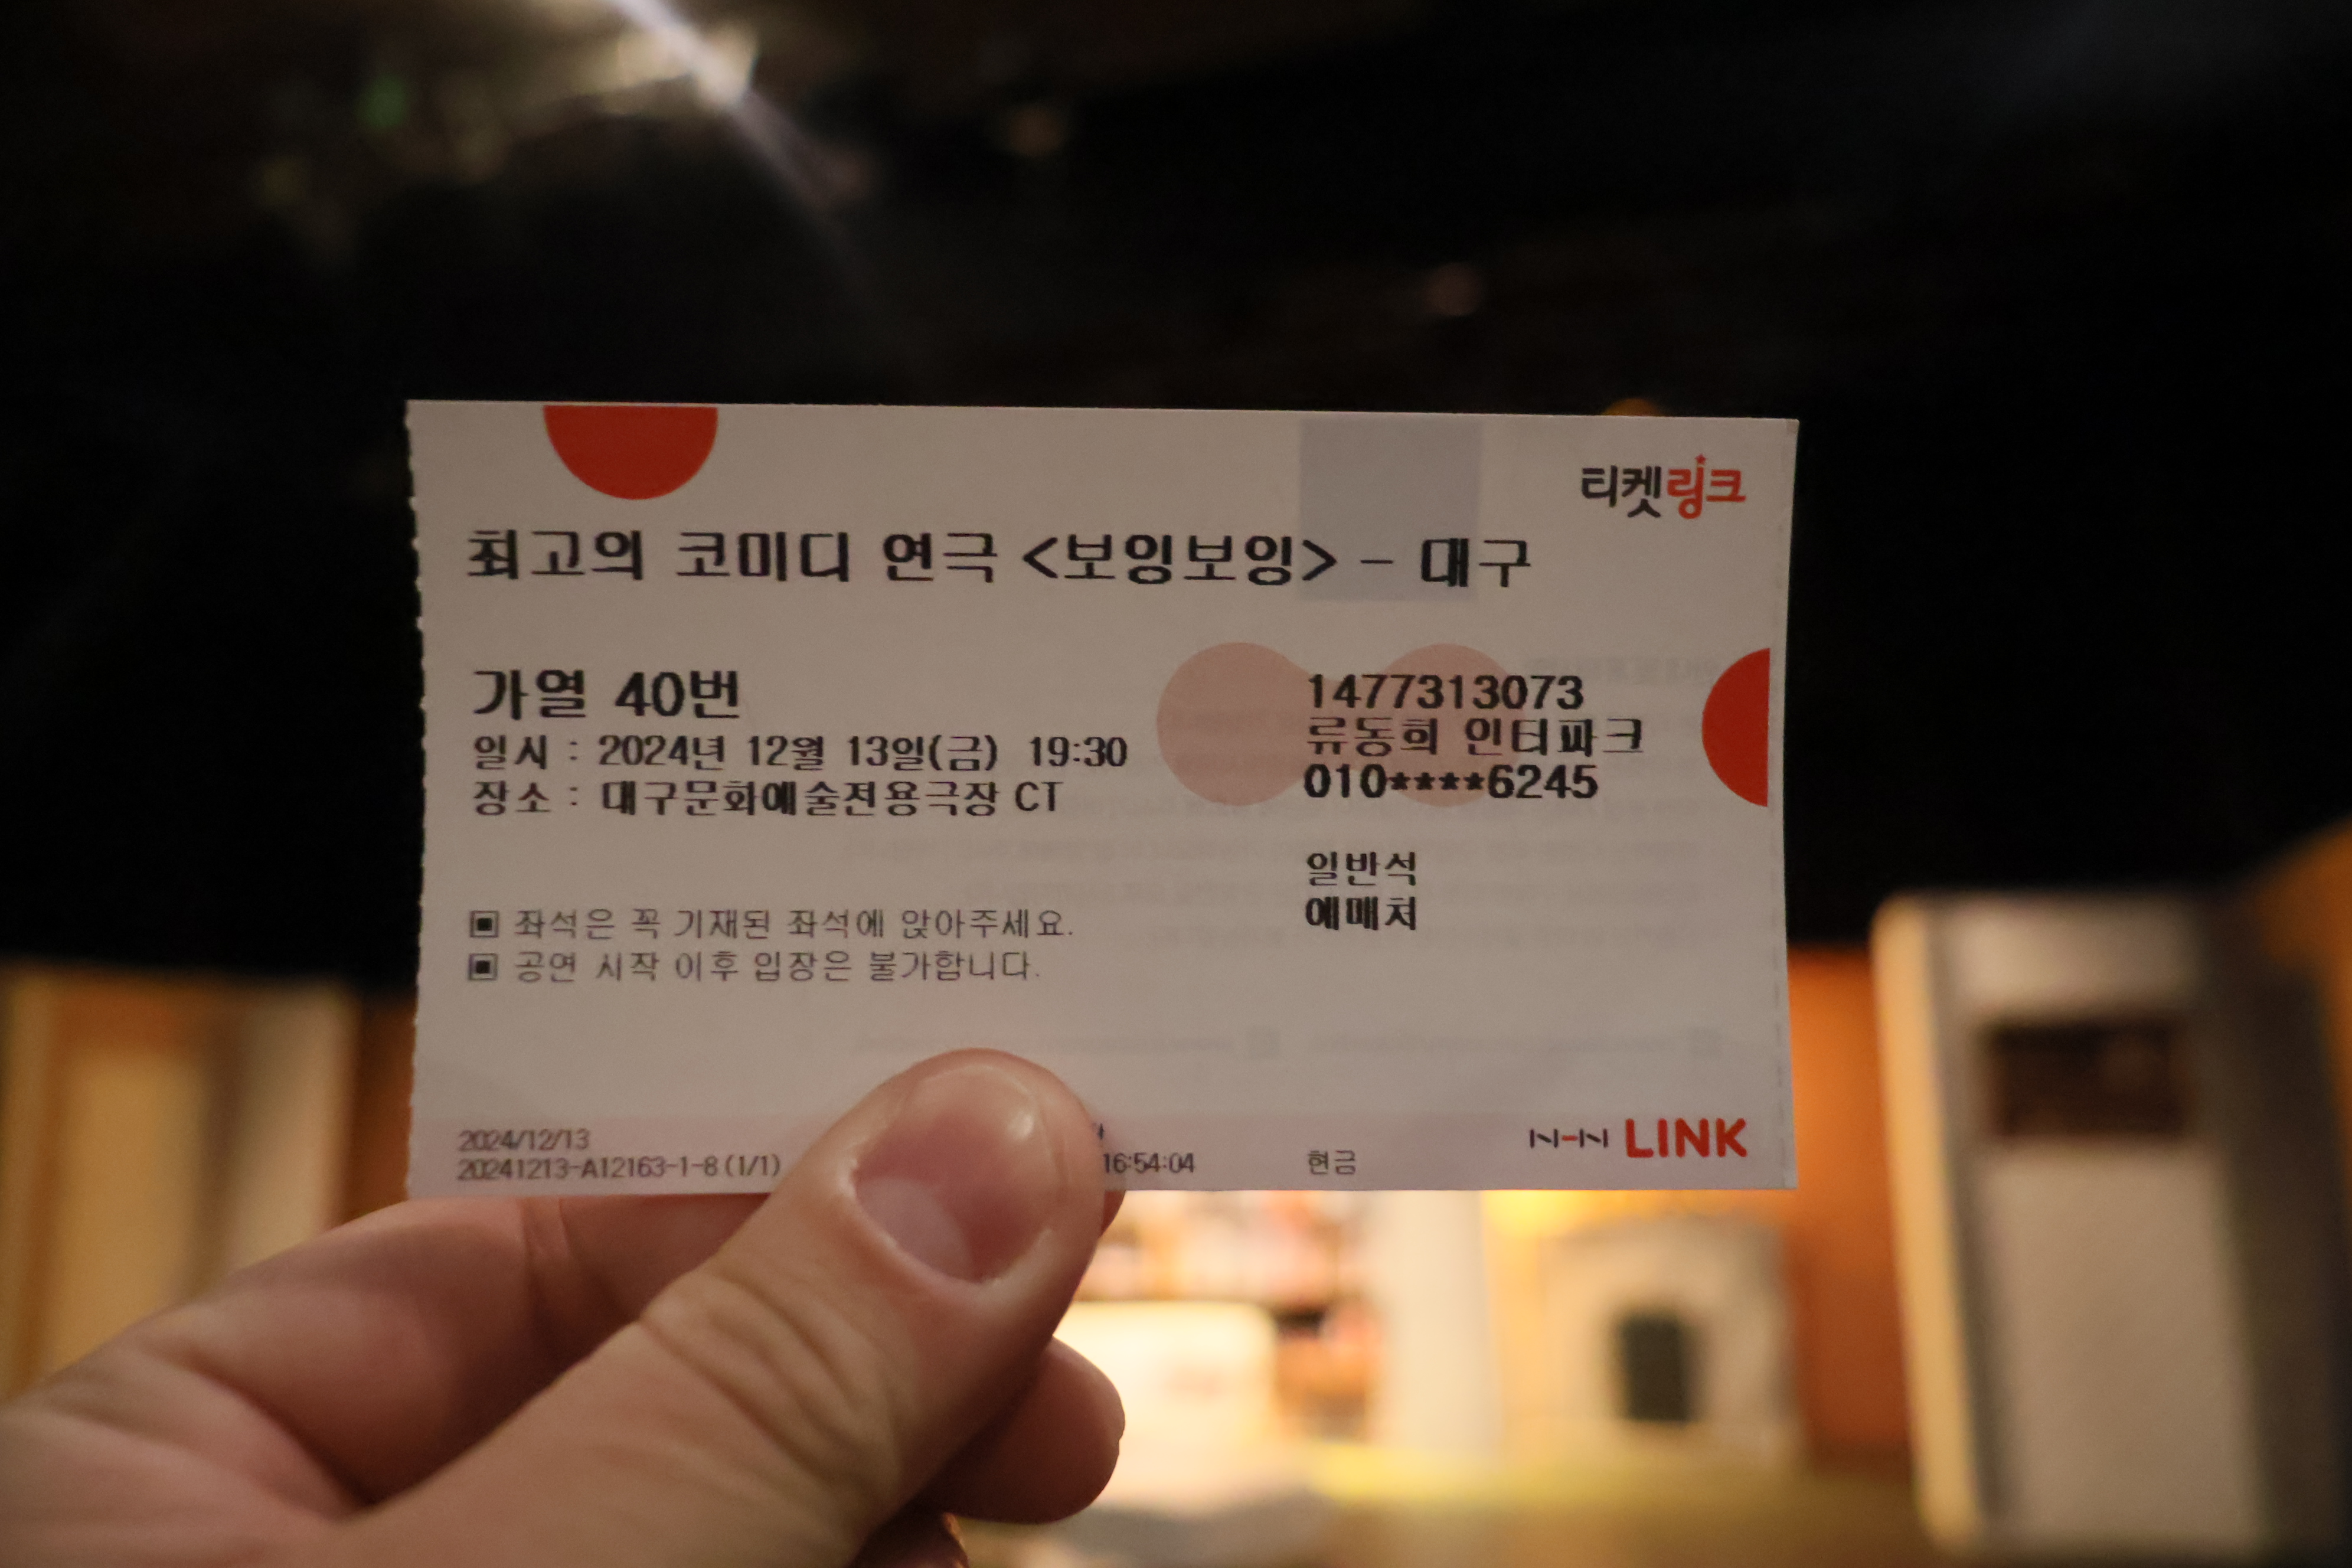 티켓링크
최고의 코미디 연극 <보잉보잉> - 대구
가열 40번
일시 : 2024년 12월 13일(금) 19:30
장소 : 대구문화예술전용극장 CT
1477313073
류동희 인터파크
010****6245
일반석
예매처
▣ 좌석은 꼭 기재된 좌석에 앉아주세요.
▣ 공연 시작 이후 입장은 불가합니다.
2024/12/13
20241213-A12163-1-8 (1/1)
16:54:04
현금
NHN LINK